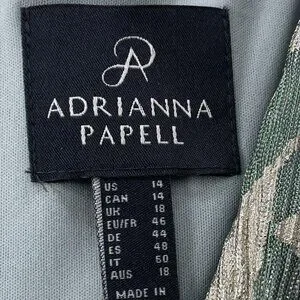 ADRIANNA
PAPELL
US 14
CAN 14
UK 18
EU/FR 46
DE 44
ES 48
IT 50
AUS 18
MADE IN